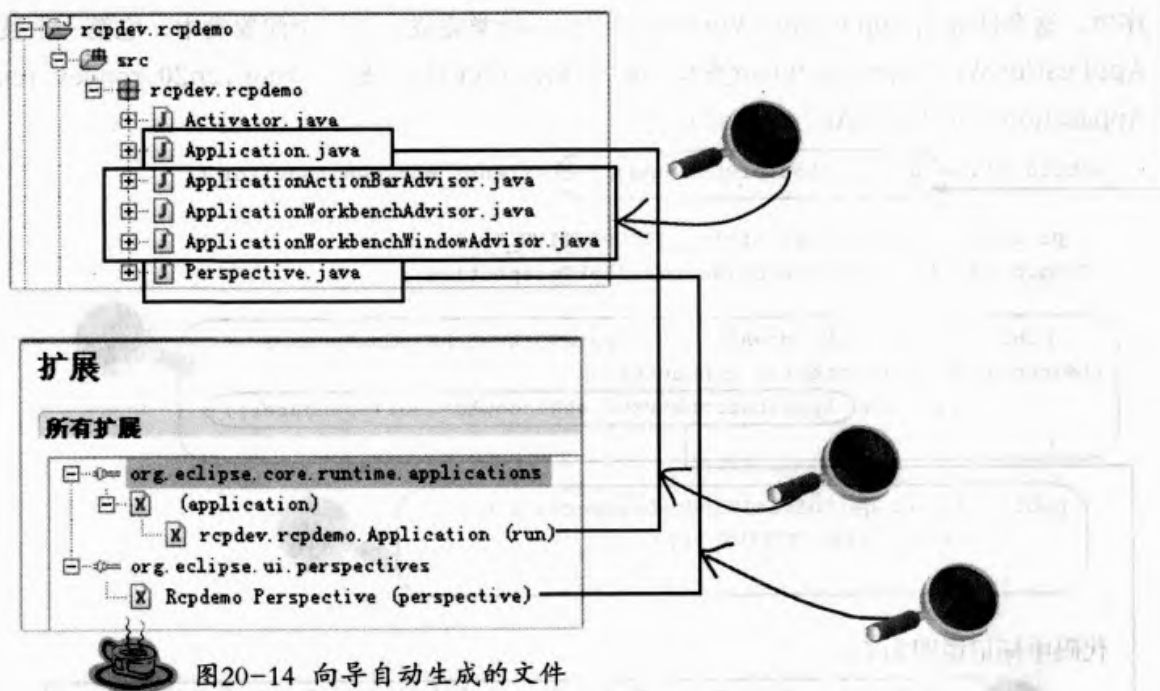 rcpdev.rcpdemo
src
rcpdev.rcpdemo
Activator.java
Application.java
ApplicationActionBarAdvisor.java
ApplicationWorkbenchAdvisor.java
ApplicationWorkbenchWindowAdvisor.java
Perspective.java
扩展
所有扩展
org.eclipse.core.runtime.applications
(application)
rcpdev.rcpdemo.Application (run)
org.eclipse.ui.perspectives
Rcpdemo Perspective (perspective)
图20-14 向导自动生成的文件